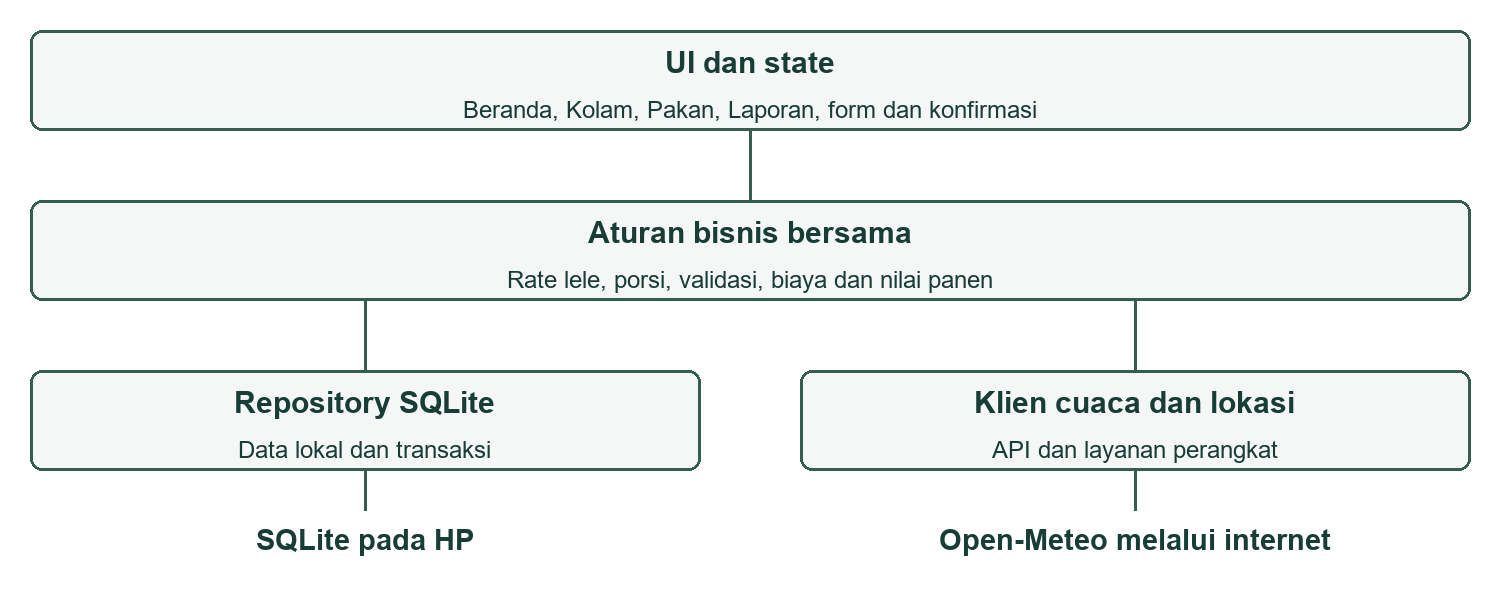 UI dan state
Beranda, Kolam, Pakan, Laporan, form dan konfirmasi
Aturan bisnis bersama
Rate lele, porsi, validasi, biaya dan nilai panen
Repository SQLite
Data lokal dan transaksi
Klien cuaca dan lokasi
API dan layanan perangkat
SQLite pada HP
Open-Meteo melalui internet